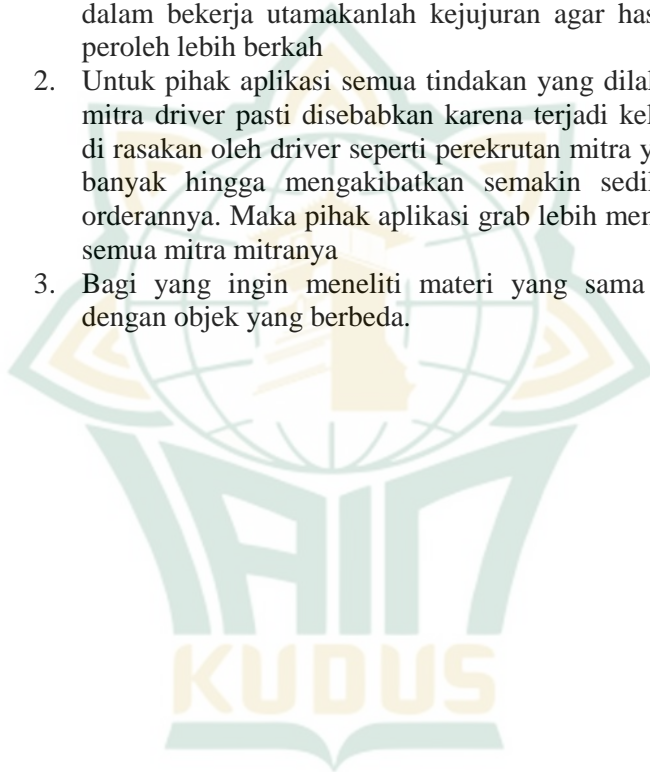 dalam bekerja utamakanlah kejujuran agar has
peroleh lebih berkah
2. Untuk pihak aplikasi semua tindakan yang dilal
mitra driver pasti disebabkan karena terjadi kel
di rasakan oleh driver seperti perekrutan mitra y
banyak hingga mengakibatkan semakin sedil
orderannya. Maka pihak aplikasi grab lebih men
semua mitra mitranya
3. Bagi yang ingin meneliti materi yang sama
dengan objek yang berbeda.
IAIN
KUDUS